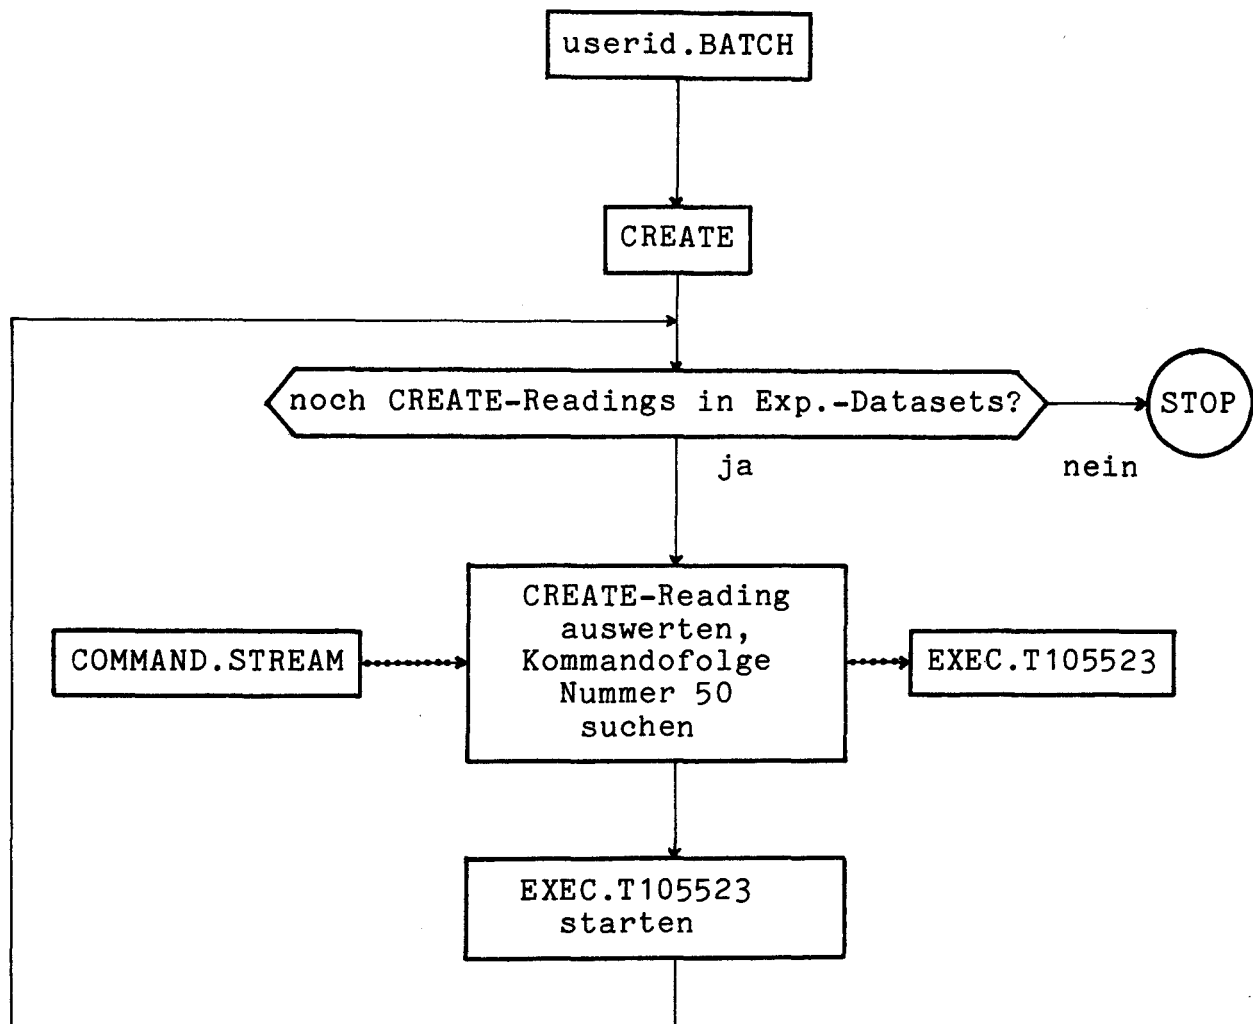 userid.BATCH
CREATE
noch CREATE-Readings in Exp.-Datasets?
STOP
ja
nein
CREATE-Reading
auswerten,
Kommandofolge
Nummer 50
suchen
COMMAND.STREAM
EXEC.T105523
EXEC.T105523
starten